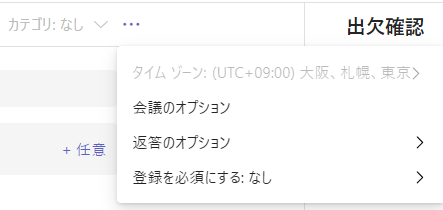 カテゴリ: なし
出欠確認
タイム ゾーン: (UTC+09:00) 大阪、札幌、東京
会議のオプション
+ 任意
返答のオプション
登録を必須にする: なし